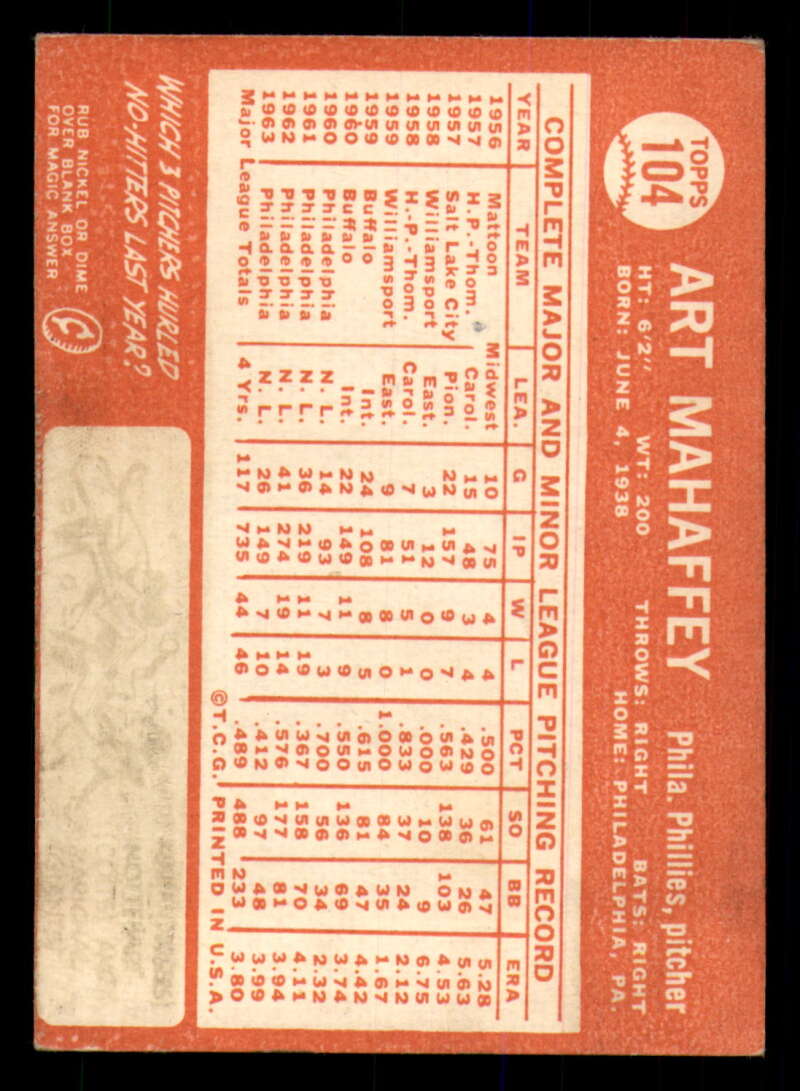 TOPPS
104
ART MAHAFFEY Phila. Phillies, pitcher
HT: 6'2" WT: 200 THROWS: RIGHT BATS: RIGHT
BORN: JUNE 4, 1938 HOME: PHILADELPHIA, PA.
COMPLETE MAJOR AND MINOR LEAGUE PITCHING RECORD
YEAR TEAM LEA. G IP W L PCT SO BB ERA
1956 Mattoon Midwest 10 75 4 4 .500 61 47 5.28
1957 H.P.-Thom. Carol. 15 48 3 4 .429 36 26 5.63
1957 Salt Lake City Pion. 22 157 9 7 .563 138 103 4.53
1958 Williamsport East. 3 12 0 0 .000 10 9 6.75
1958 H.-P.-Thom. Carol. 7 51 5 1 .833 37 24 2.12
1959 Williamsport East. 9 81 8 0 1.000 84 35 1.67
1959 Buffalo Int. 24 108 8 5 .615 81 47 4.42
1960 Buffalo Int. 22 149 11 9 .550 136 69 3.74
1960 Philadelphia N. L. 14 93 7 3 .700 56 34 2.32
1961 Philadelphia N. L. 36 219 11 19 .367 158 70 4.11
1962 Philadelphia N. L. 41 274 19 14 .576 177 81 3.94
1963 Philadelphia N. L. 26 149 7 10 .412 97 48 3.99
Major League Totals 4 Yrs. 117 735 44 46 .489 488 233 3.80
©T.C.G. PRINTED IN U.S.A.
WHICH 3 PITCHERS HURLED
NO-HITTERS LAST YEAR?
RUB NICKEL OR DIME
OVER BLANK BOX
FOR MAGIC ANSWER